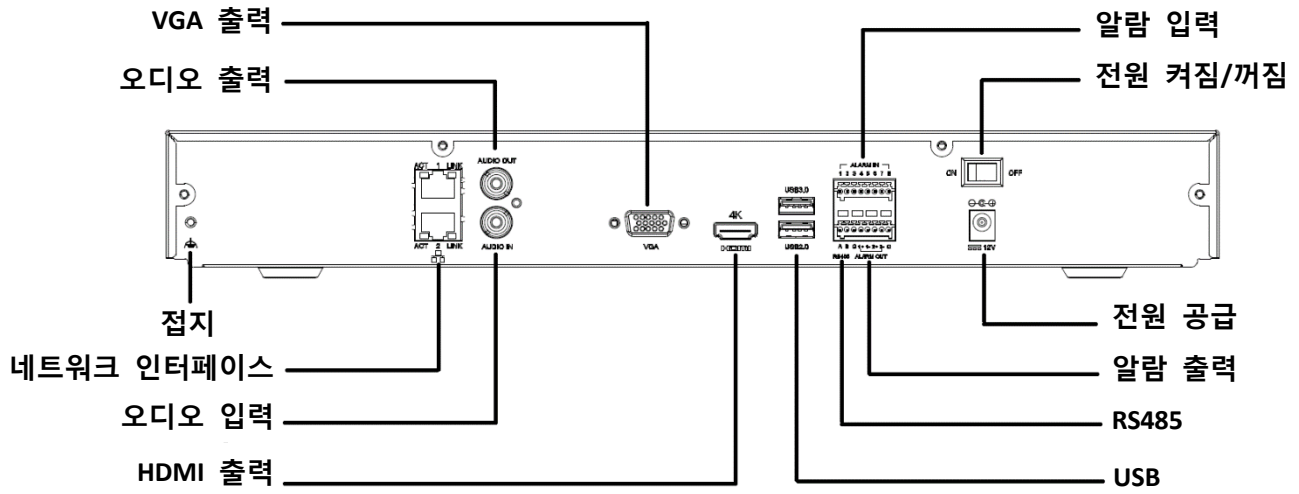 VGA 출력
알람 입력
오디오 출력
전원 켜짐/꺼짐
ACT 1 LINK
AUDIO OUT
ALARM IN
1 2 3 4 5 6 7 8
ON
OFF
USB3.0
4K
ACT 2 LINK
AUDIO IN
VGA
HDMI
USB2.0
RS485
ALARM OUT
12V
접지
전원 공급
네트워크 인터페이스
알람 출력
오디오 입력
RS485
HDMI 출력
USB